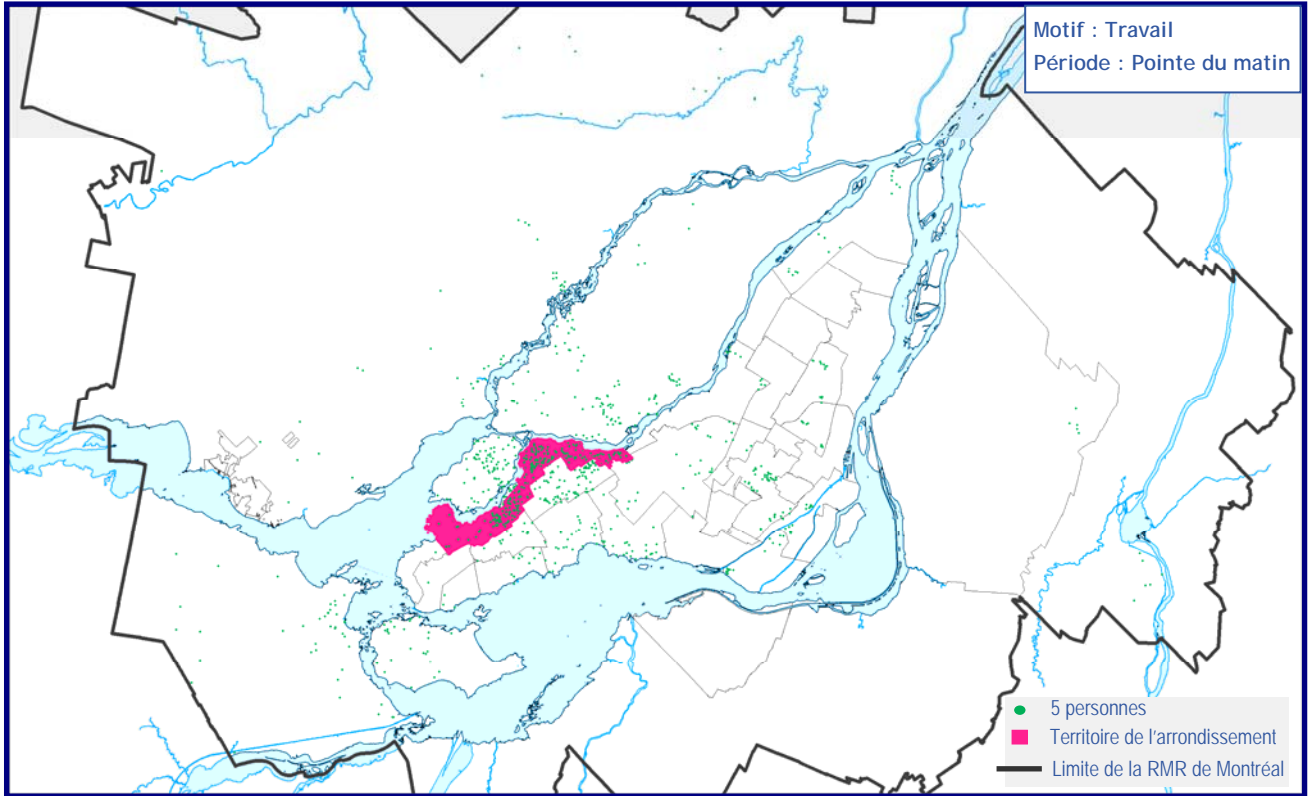 Motif : Travail
Période : Pointe du matin
5 personnes
Territoire de l'arrondissement
Limite de la RMR de Montréal